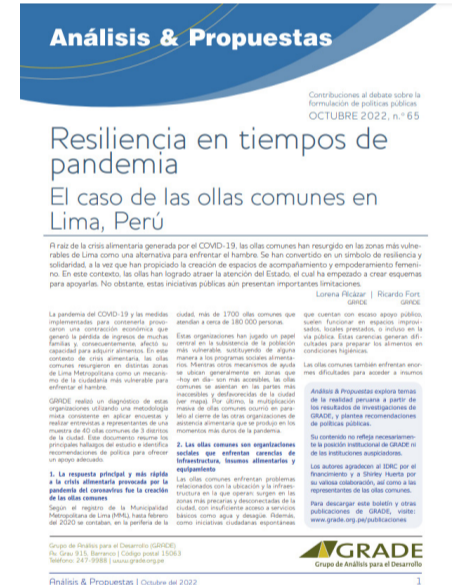 Análisis & Propuestas
Contribuciones al debate sobre la
formulación de políticas públicas
OCTUBRE 2022, n.º 65
Resiliencia en tiempos de
pandemia
El caso de las ollas comunes en
Lima, Perú
A raíz de la crisis alimentaria generada por el COVID-19, las ollas comunes han resurgido en las zonas más vulne-
rables de Lima como una alternativa para enfrentar el hambre. Se han convertido en un símbolo de resiliencia y
solidaridad, a la vez que han propiciado la creación de espacios de acompañamiento y empoderamiento femeni-
no. En este contexto, las ollas han logrado atraer la atención del Estado, el cual ha empezado a crear esquemas
para apoyarlas. No obstante, estas iniciativas públicas aún presentan importantes limitaciones.
Lorena Alcázar | Ricardo Fort
GRADE GRADE
La pandemia del COVID-19 y las medidas
implementadas para contenerla provo-
caron una contracción económica que
generó la pérdida de ingresos de muchas
familias y, consecuentemente, afectó su
capacidad para adquirir alimentos. En este
contexto de crisis alimentaria, las ollas
comunes resurgieron en distintas zonas
de Lima Metropolitana como un mecanis-
mo de la ciudadanía más vulnerable para
enfrentar el hambre.
GRADE realizó un diagnóstico de estas
organizaciones utilizando una metodología
mixta consistente en aplicar encuestas y
realizar entrevistas a representantes de una
muestra de 40 ollas comunes de 3 distritos
de la ciudad. Este documento resume los
principales hallazgos del estudio e identifica
recomendaciones de política para ofrecer
un apoyo adecuado.
1. La respuesta principal y más rápida
a la crisis alimentaria provocada por la
pandemia del coronavirus fue la creación
de las ollas comunes
Según el registro de la Municipalidad
Metropolitana de Lima (MML), hasta febrero
del 2020 se contaban, en la periferia de la
ciudad, más de 1700 ollas comunes que
atendían a cerca de 180 000 personas.
Estas organizaciones han jugado un papel
central en la subsistencia de la población
más vulnerable, sustituyendo de alguna
manera a los programas sociales alimenta-
rios. Mientras otros mecanismos de ayuda
se ubican generalmente en zonas que
-hoy en día- son más accesibles, las ollas
comunes se asientan en las partes más
inaccesibles y desfavorecidas de la ciudad
(ver mapa). Por último, la multiplicación
masiva de ollas comunes ocurrió en para-
lelo al cierre de las otras organizaciones de
asistencia alimentaria que se produjo en los
momentos más duros de la pandemia.
2. Las ollas comunes son organizaciones
sociales que enfrentan carencias de
infraestructura, insumos alimentarios y
equipamiento
Las ollas comunes enfrentan problemas
relacionados con la ubicación y la infraes-
tructura en la que operan: surgen en las
zonas más precarias y desconectadas de la
ciudad, con insuficiente acceso a servicios
básicos como agua y desagüe. Además,
como iniciativas ciudadanas espontáneas
que cuentan con escaso apoyo público,
suelen funcionar en espacios improvi-
sados, locales prestados, o incluso en la
vía pública. Estas carencias generan difi-
cultades para preparar los alimentos en
condiciones higiénicas.
Las ollas comunes también enfrentan enor-
mes dificultades para acceder a insumos
Análisis & Propuestas explora temas
de la realidad peruana a partir de
los resultados de investigaciones de
GRADE, y plantea recomendaciones
de políticas públicas.
Su contenido no refleja necesariamen-
te la posición institucional de GRADE ni
de las instituciones auspiciadoras.
Los autores agradecen al IDRC por el
financiamiento y a Shirley Huerta por
su valiosa colaboración, así como a las
representantes de las ollas comunes.
Para descargar este boletín y otras
publicaciones de GRADE, visite:
www.grade.org.pe/publicaciones
Grupo de Análisis para el Desarrollo (GRADE)
Av. Grau 915, Barranco | Código postal 15063
Teléfono: 247-9988 | www.grade.org.pe
GRADE
Grupo de Análisis para el Desarrollo
Análisis & Propuestas | Octubre del 2022 1